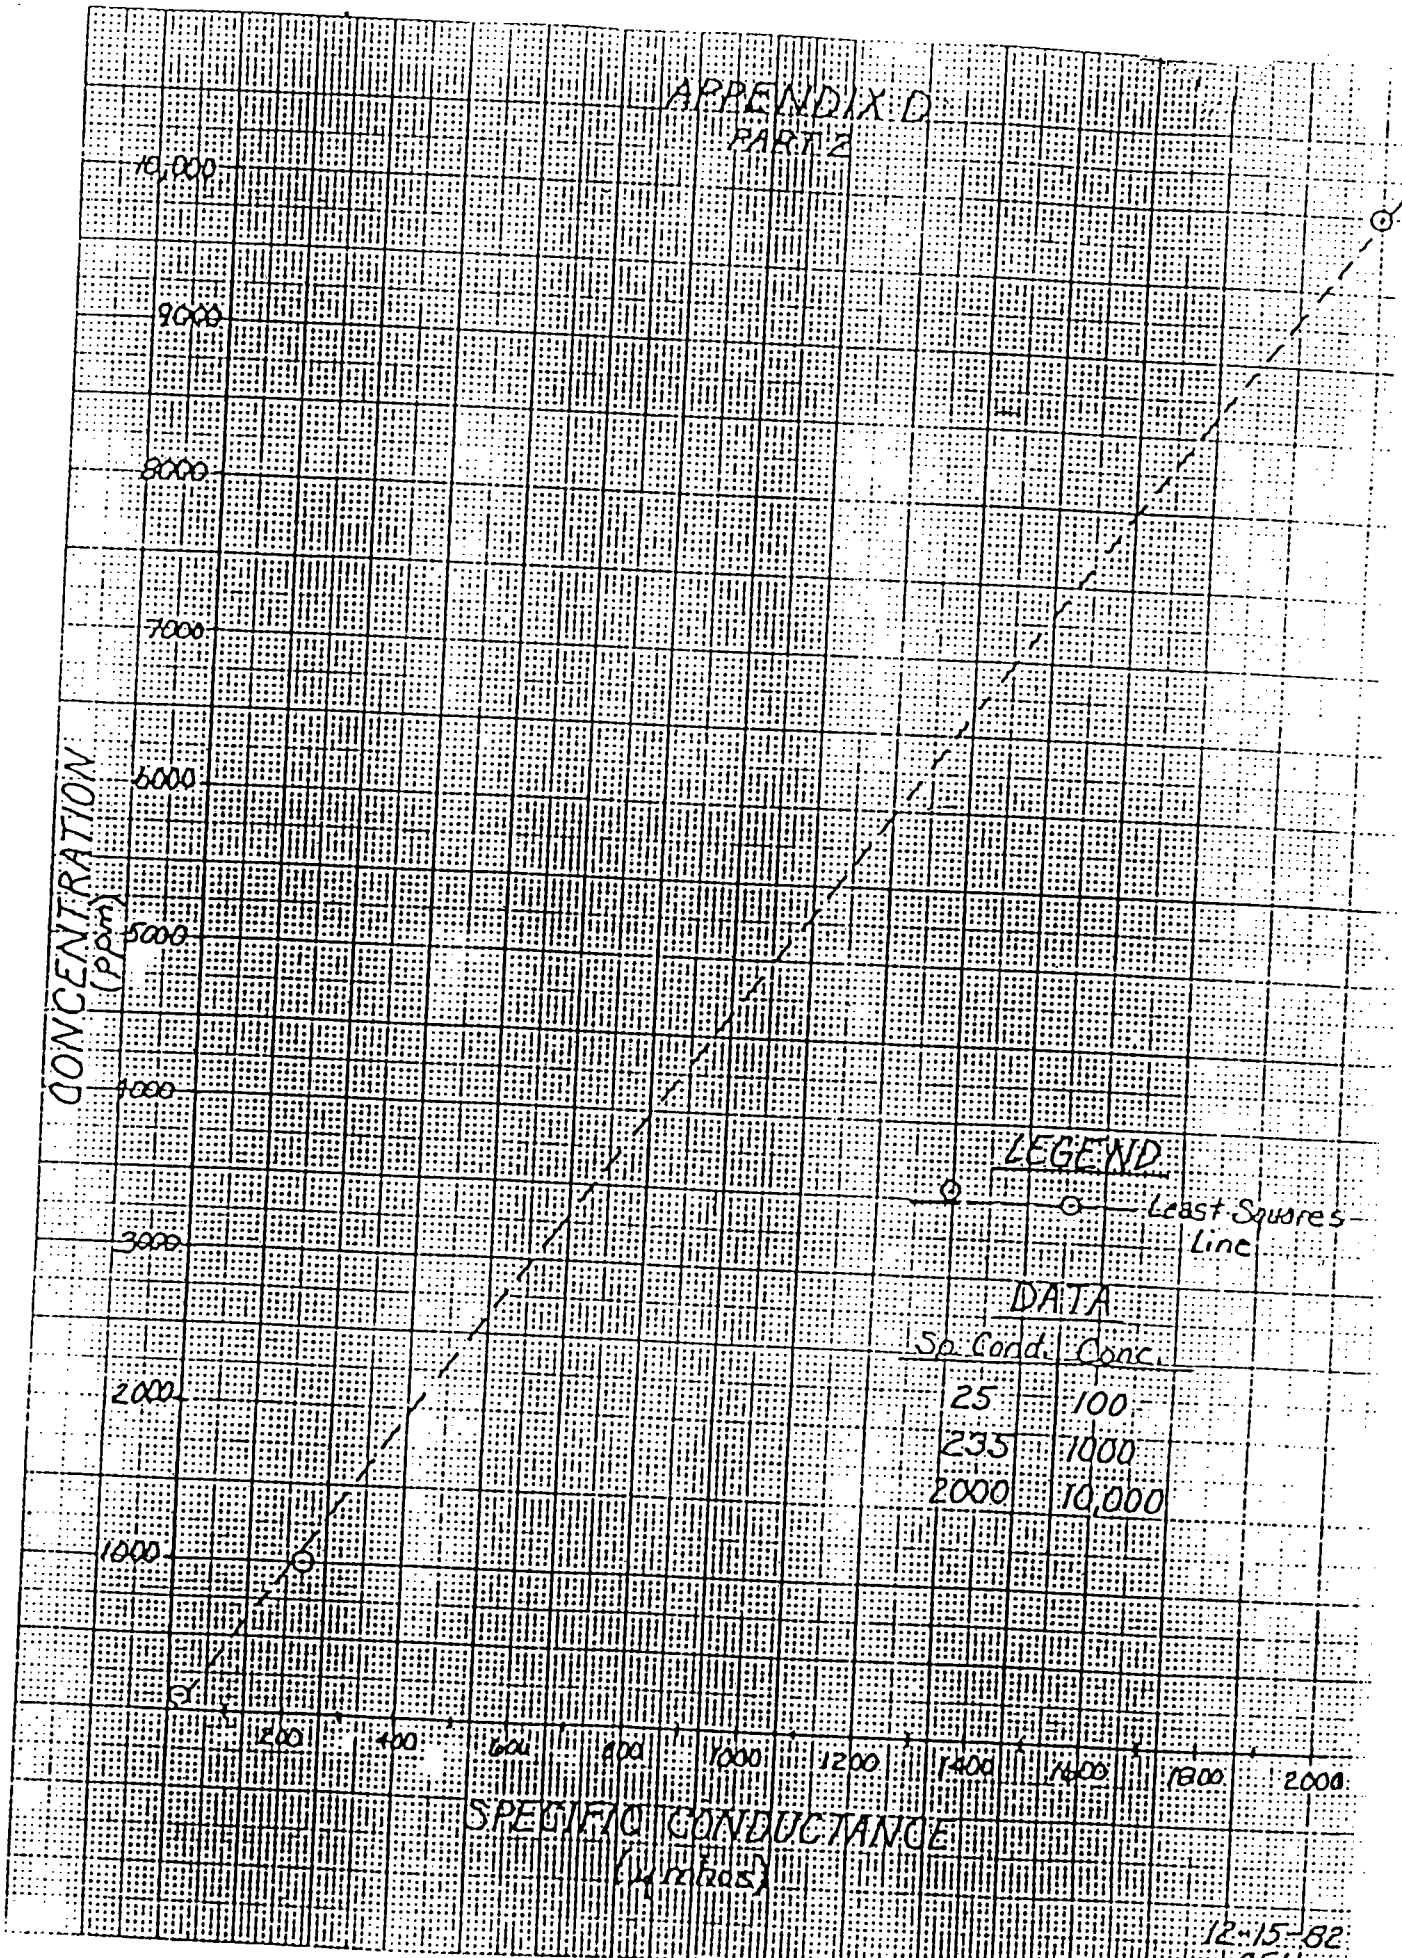 APPENDIX D
PART 2
10,000
9000
8000
7000
6000
5000
4000
3000
2000
1000
CONCENTRATION
(ppm)
LEGEND
Least Squares
Line
DATA
Sp. Cond. Conc.
25 100
235 1000
2000 10,000
200 400 600 800 1000 1200 1400 1600 1800 2000
SPECIFIC CONDUCTANCE
(μmhos)
12-15-82